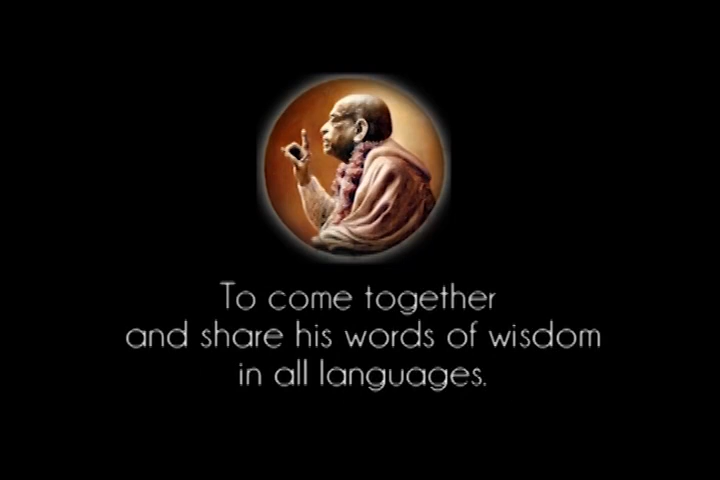 To come together
and share his words of wisdom
in all languages.